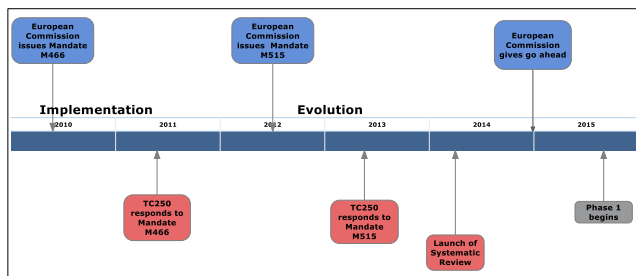 European
Commission
issues Mandate
M466
European
Commission
issues  Mandate
M515
European
Commission
gives go ahead
Implementation
Evolution
2010
2011
2012
2013
2014
2015
TC250
responds to
Mandate
M466
TC250
responds to
Mandate
M515
Launch of
Systematic
Review
Phase 1
begins